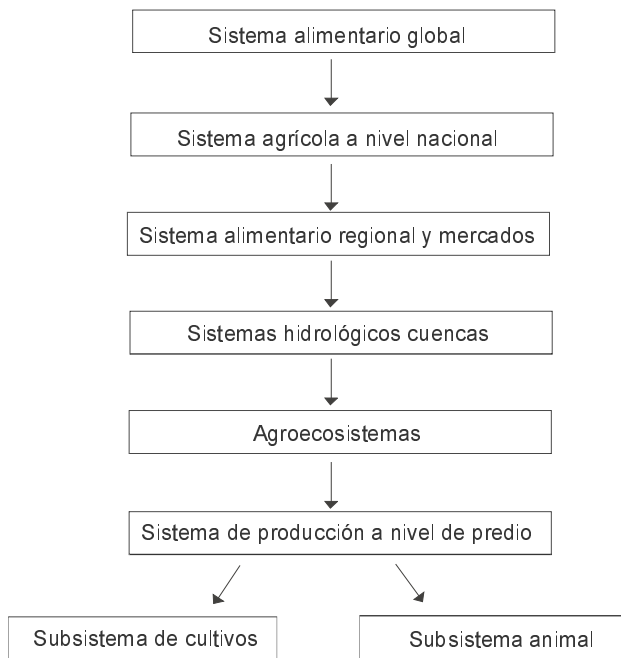 Sistema alimentario global
Sistema agrícola a nivel nacional
Sistema alimentario regional y mercados
Sistemas hidrológicos cuencas
Agroecosistemas
Sistema de producción a nivel de predio
Subsistema de cultivos
Subsistema animal